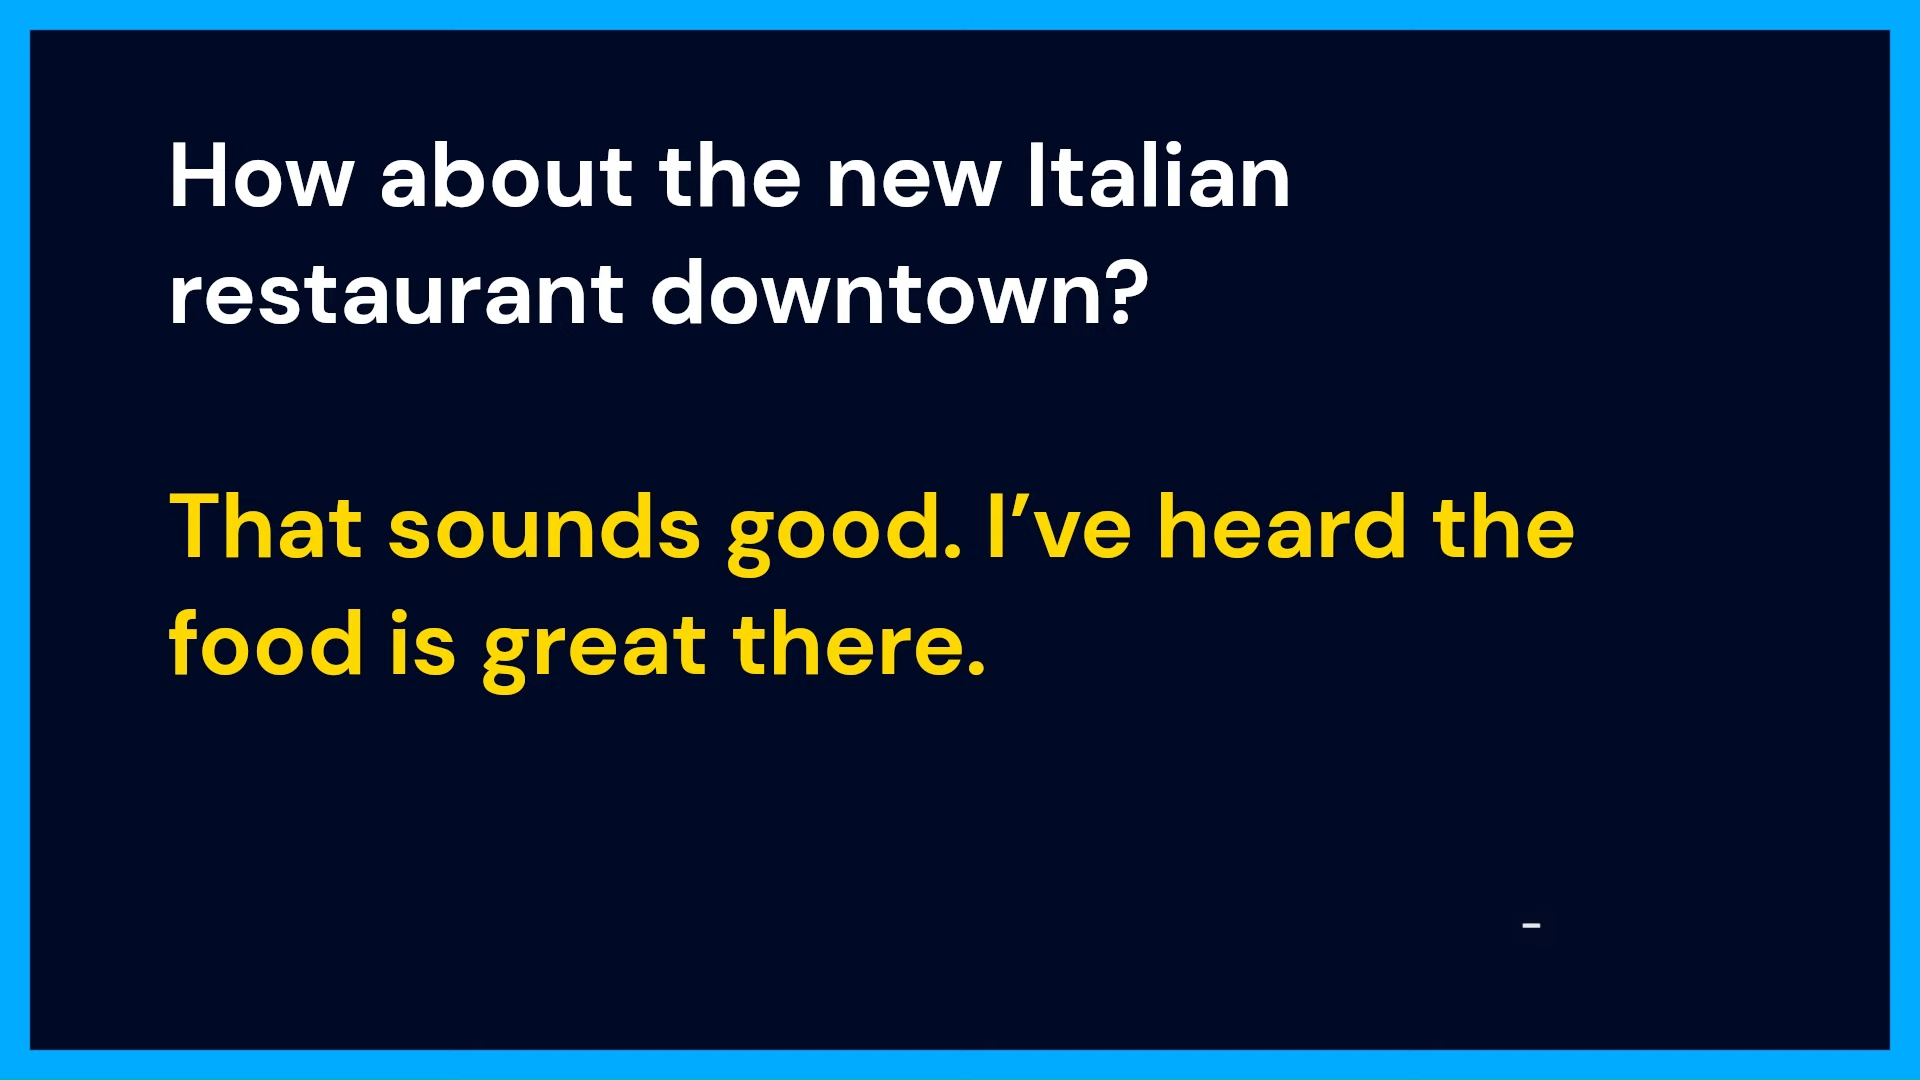 How about the new Italian
restaurant downtown?
That sounds good. I’ve heard the
food is great there.
-